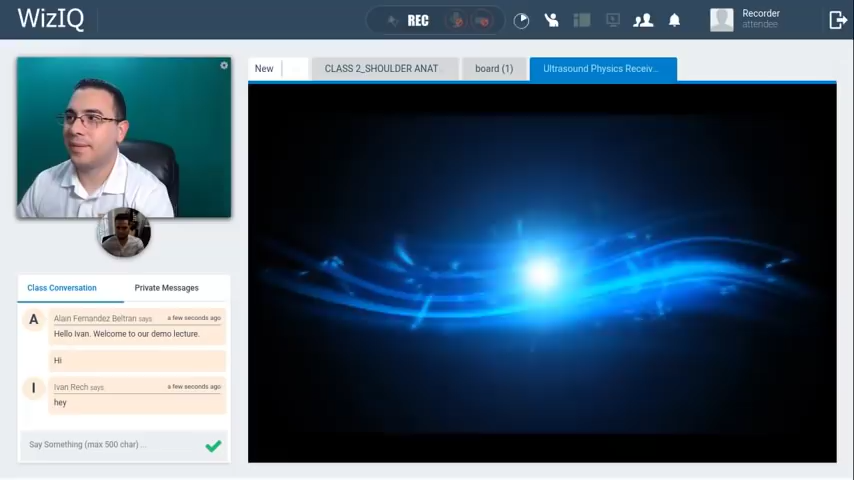 WizIQ
REC
Recorder
attendee
New
CLASS 2_SHOULDER ANAT
board (1)
Ultrasound Physics Receiv...
Class Conversation
Private Messages
A
Alain Fernandez Beltran says
a few seconds ago
Hello Ivan. Welcome to our demo lecture.
Hi
I
Ivan Rech says
a few seconds ago
hey
Say Something (max 500 char)...